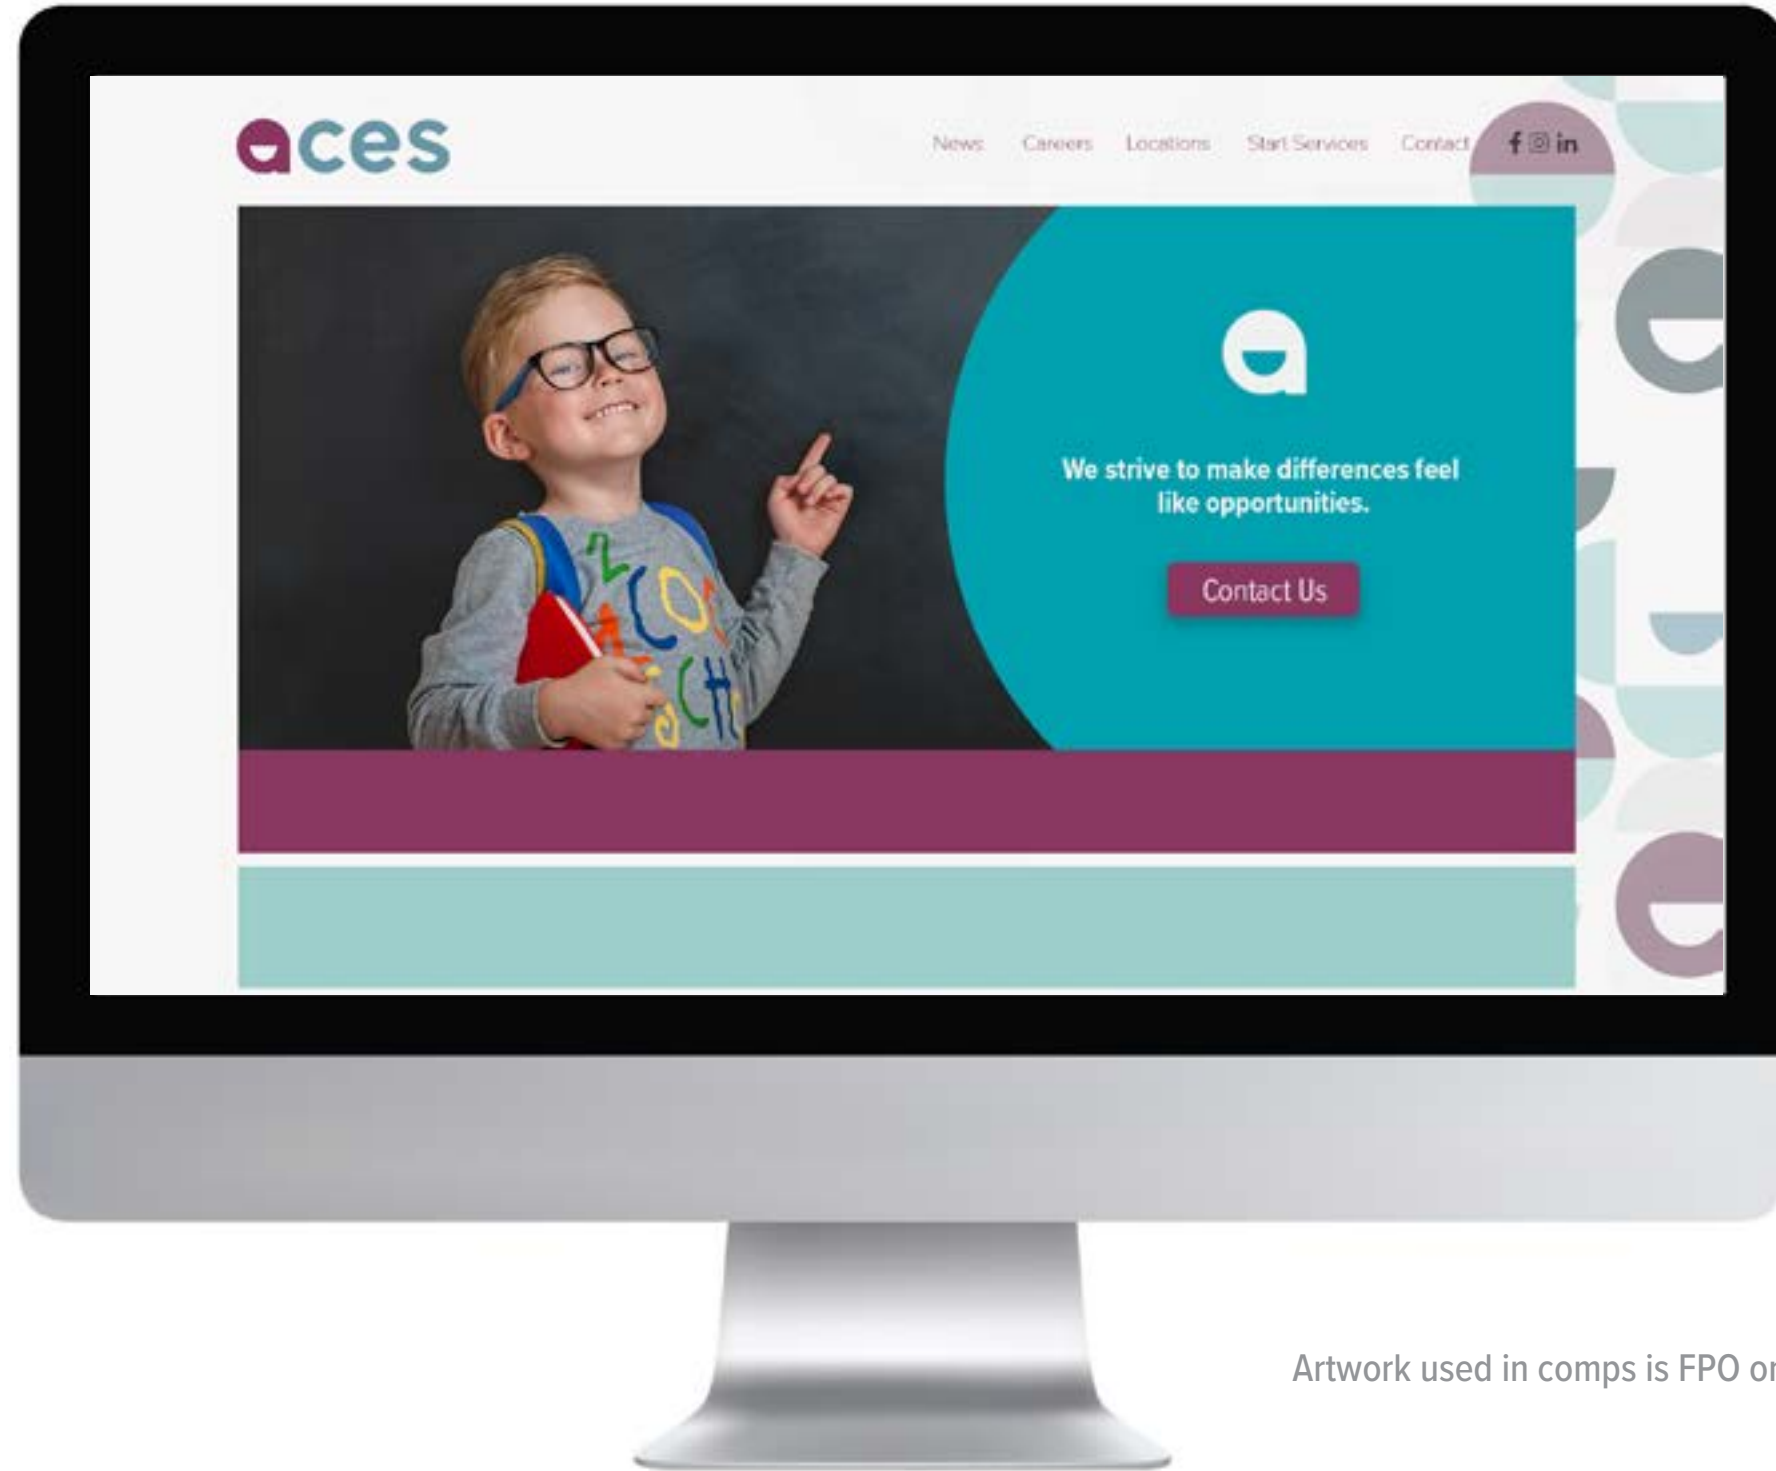 aces
News Careers Locations Start Services Contact f in
a
We strive to make differences feel
like opportunities.
Contact Us
Artwork used in comps is FPO